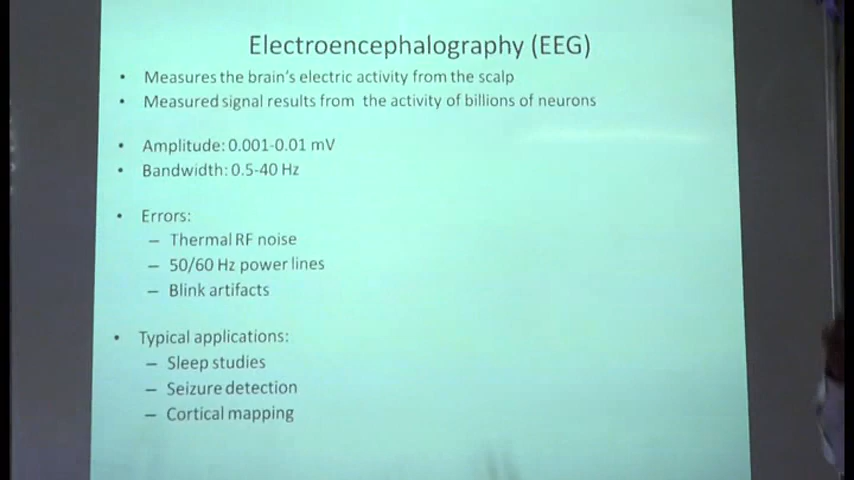 Electroencephalography (EEG)
• Measures the brain's electric activity from the scalp
• Measured signal results from the activity of billions of neurons
• Amplitude: 0.001-0.01 mV
• Bandwidth: 0.5-40 Hz
• Errors:
– Thermal RF noise
– 50/60 Hz power lines
– Blink artifacts
• Typical applications:
– Sleep studies
– Seizure detection
– Cortical mapping